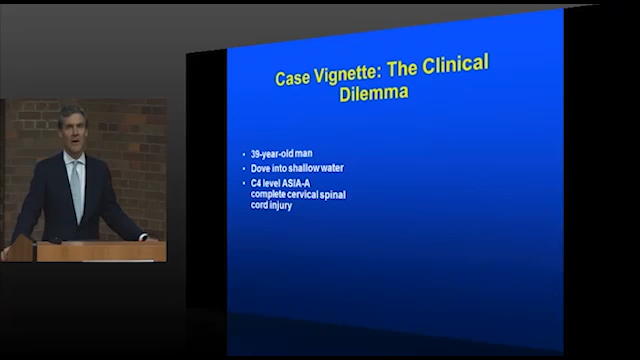 Case Vignette: The Clinical
Dilemma
• 39-year-old man
• Dove into shallow water
• C4 level ASIA-A
complete cervical spinal
cord injury